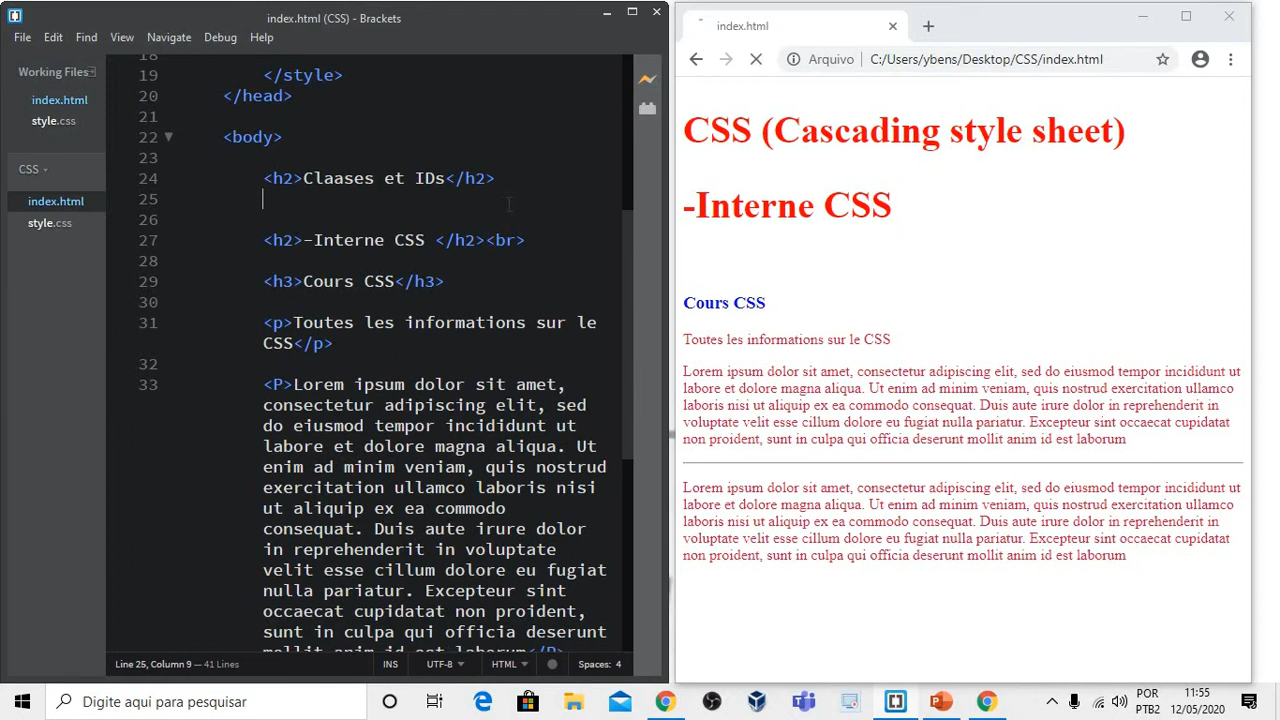 index.html (CSS) - Brackets
File Edit Find View Navigate Debug Help
Working Files
index.html
style.css
CSS
index.html
style.css
18
19 </style>
20 </head>
21
22 <body>
23
24 <h2>Claases et IDs</h2>
25
26
27 <h2>-Interne CSS </h2><br>
28
29 <h3>Cours CSS</h3>
30
31 <p>Toutes les informations sur le
CSS</p>
32
33 <P>Lorem ipsum dolor sit amet,
consectetur adipiscing elit, sed
do eiusmod tempor incididunt ut
labore et dolore magna aliqua. Ut
enim ad minim veniam, quis nostrud
exercitation ullamco laboris nisi
ut aliquip ex ea commodo
consequat. Duis aute irure dolor
in reprehenderit in voluptate
velit esse cillum dolore eu fugiat
nulla pariatur. Excepteur sint
occaecat cupidatat non proident,
sunt in culpa qui officia deserunt
mollit anim id est laborum</P>
Line 25, Column 9 — 41 Lines INS UTF-8 HTML Spaces: 4
index.html
Arquivo C:/Users/ybens/Desktop/CSS/index.html
CSS (Cascading style sheet)
-Interne CSS
Cours CSS
Toutes les informations sur le CSS
Lorem ipsum dolor sit amet, consectetur adipiscing elit, sed do eiusmod tempor incididunt ut
labore et dolore magna aliqua. Ut enim ad minim veniam, quis nostrud exercitation ullamco
laboris nisi ut aliquip ex ea commodo consequat. Duis aute irure dolor in reprehenderit in
voluptate velit esse cillum dolore eu fugiat nulla pariatur. Excepteur sint occaecat cupidatat
non proident, sunt in culpa qui officia deserunt mollit anim id est laborum
Lorem ipsum dolor sit amet, consectetur adipiscing elit, sed do eiusmod tempor incididunt ut
labore et dolore magna aliqua. Ut enim ad minim veniam, quis nostrud exercitation ullamco
laboris nisi ut aliquip ex ea commodo consequat. Duis aute irure dolor in reprehenderit in
voluptate velit esse cillum dolore eu fugiat nulla pariatur. Excepteur sint occaecat cupidatat
non proident, sunt in culpa qui officia deserunt mollit anim id est laborum
Digite aqui para pesquisar
POR
PTB2
11:55
12/05/2020